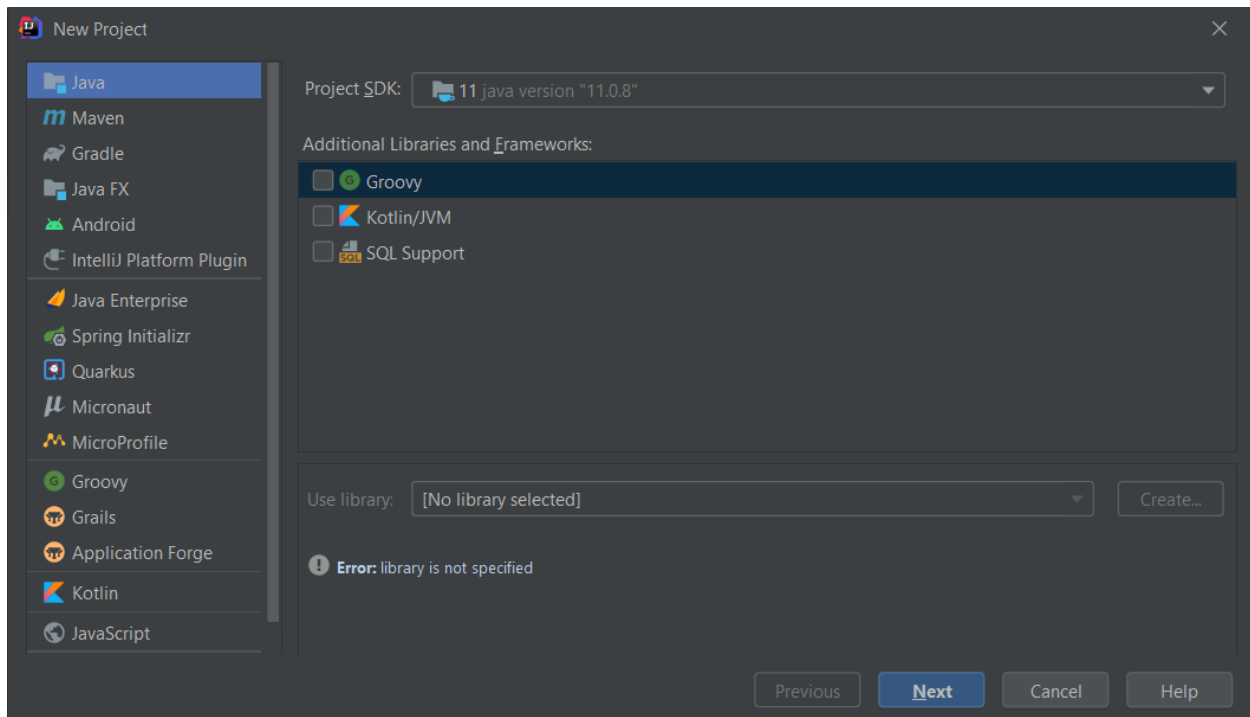 New Project
Java
Maven
Gradle
Java FX
Android
IntelliJ Platform Plugin
Java Enterprise
Spring Initializr
Quarkus
Micronaut
MicroProfile
Groovy
Grails
Application Forge
Kotlin
JavaScript
Project SDK: 11 java version "11.0.8"
Additional Libraries and Frameworks:
Groovy
Kotlin/JVM
SQL Support
Use library: [No library selected] Create...
Error: library is not specified
Previous Next Cancel Help